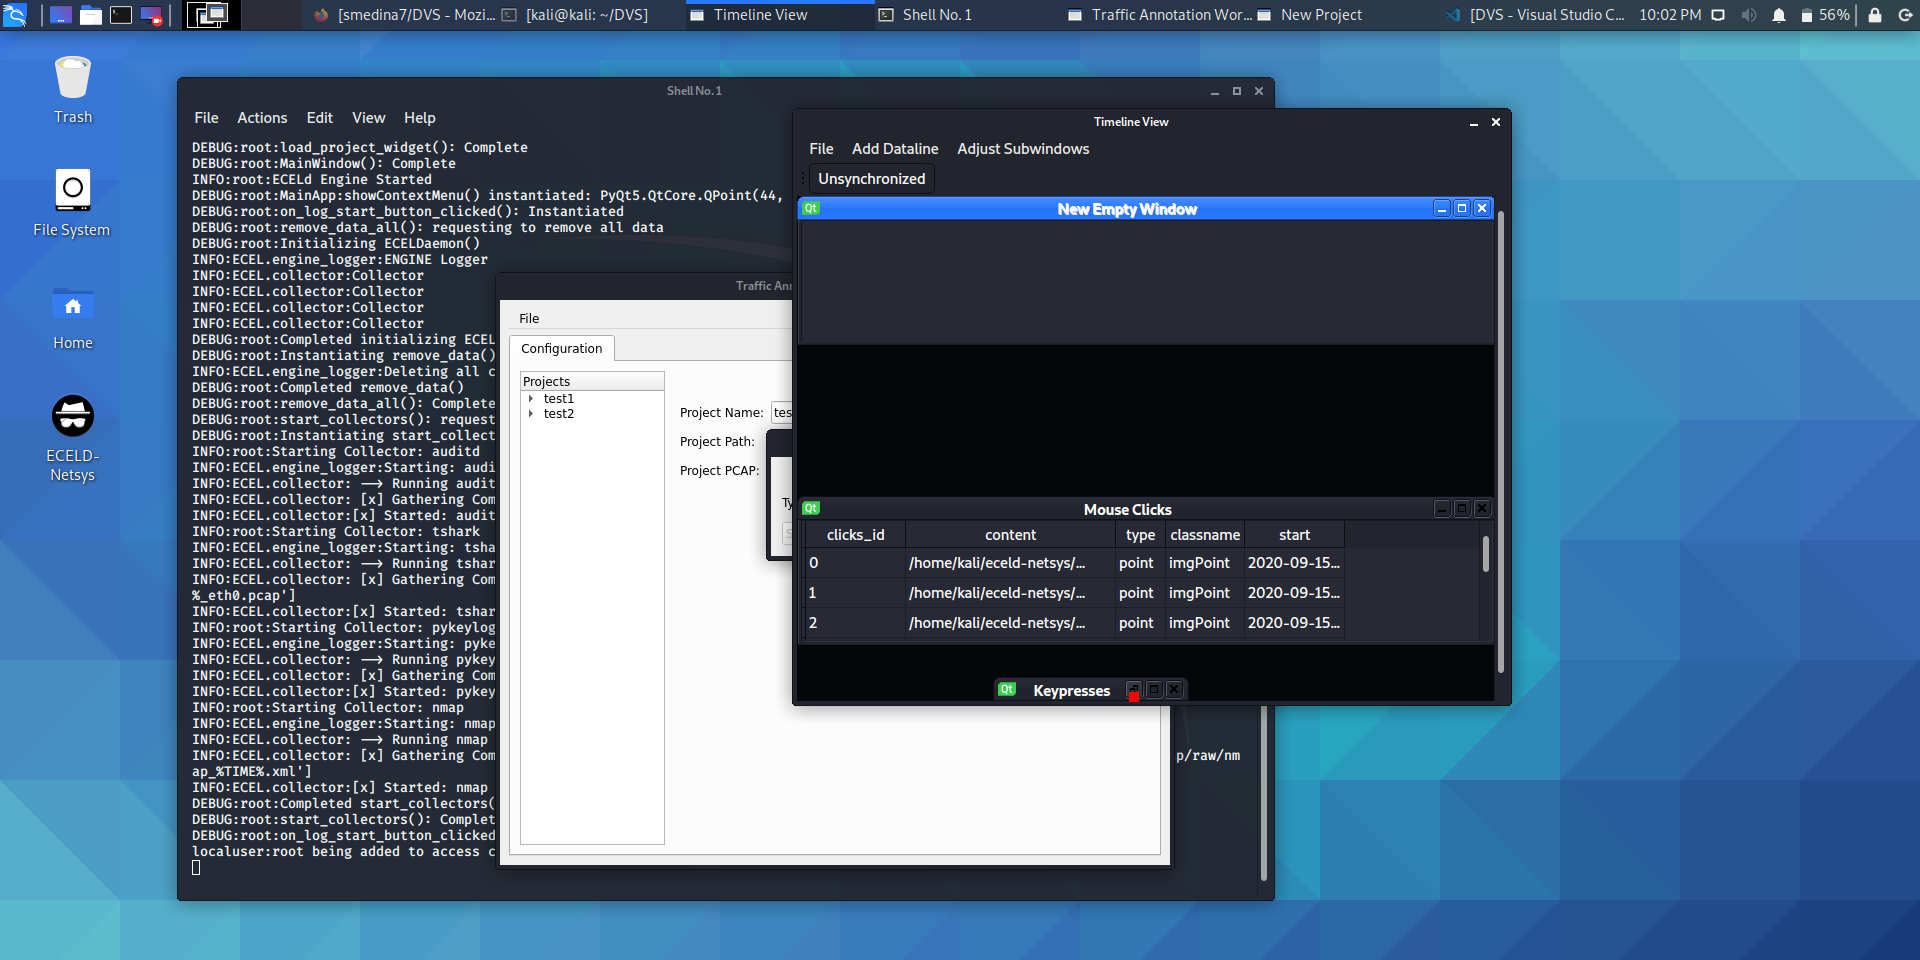 [smedina7/DVS - Mozi...
[kali@kali: ~/DVS]
Timeline View
Shell No. 1
Traffic Annotation Wor...
New Project
[DVS - Visual Studio C...
10:02 PM
56%
Trash
File System
Home
ECELD-
Netsys
Shell No. 1
File Actions Edit View Help
DEBUG:root:load_project_widget(): Complete
DEBUG:root:MainWindow(): Complete
INFO:root:ECELd Engine Started
DEBUG:root:MainApp:showContextMenu() instantiated: PyQt5.QtCore.QPoint(44,
DEBUG:root:on_log_start_button_clicked(): Instantiated
DEBUG:root:remove_data_all(): requesting to remove all data
DEBUG:root:Initializing ECELDaemon()
INFO:ECEL.engine_logger:ENGINE Logger
INFO:ECEL.collector:Collector
INFO:ECEL.collector:Collector
INFO:ECEL.collector:Collector
INFO:ECEL.collector:Collector
DEBUG:root:Completed initializing ECEL
DEBUG:root:Instantiating remove_data()
INFO:ECEL.engine_logger:Deleting all c
DEBUG:root:Completed remove_data()
DEBUG:root:remove_data_all(): Complete
DEBUG:root:start_collectors(): request
DEBUG:root:Instantiating start_collect
INFO:root:Starting Collector: auditd
INFO:ECEL.engine_logger:Starting: audi
INFO:ECEL.collector: --> Running audit
INFO:ECEL.collector: [x] Gathering Com
INFO:ECEL.collector:[x] Started: audit
INFO:root:Starting Collector: tshark
INFO:ECEL.engine_logger:Starting: tsha
INFO:ECEL.collector: --> Running tshar
INFO:ECEL.collector: [x] Gathering Com
%_eth0.pcap']
INFO:ECEL.collector:[x] Started: tshar
INFO:root:Starting Collector: pykeylog
INFO:ECEL.engine_logger:Starting: pyke
INFO:ECEL.collector: --> Running pykey
INFO:ECEL.collector: [x] Gathering Com
INFO:ECEL.collector:[x] Started: pykey
INFO:root:Starting Collector: nmap
INFO:ECEL.engine_logger:Starting: nmap
INFO:ECEL.collector: --> Running nmap
INFO:ECEL.collector: [x] Gathering Com
p/raw/nm
ap_%TIME%.xml']
INFO:ECEL.collector:[x] Started: nmap
DEBUG:root:Completed start_collectors(
DEBUG:root:start_collectors(): Complet
DEBUG:root:on_log_start_button_clicked
localuser:root being added to access c
Traffic Ann
File
Configuration
Projects
test1
test2
Project Name: tes
Project Path:
Project PCAP:
Ty
S
Timeline View
File Add Dataline Adjust Subwindows
Unsynchronized
Qt New Empty Window
Qt Mouse Clicks
clicks_id content type classname start
0 /home/kali/eceld-netsys/... point imgPoint 2020-09-15...
1 /home/kali/eceld-netsys/... point imgPoint 2020-09-15...
2 /home/kali/eceld-netsys/... point imgPoint 2020-09-15...
Qt Keypresses